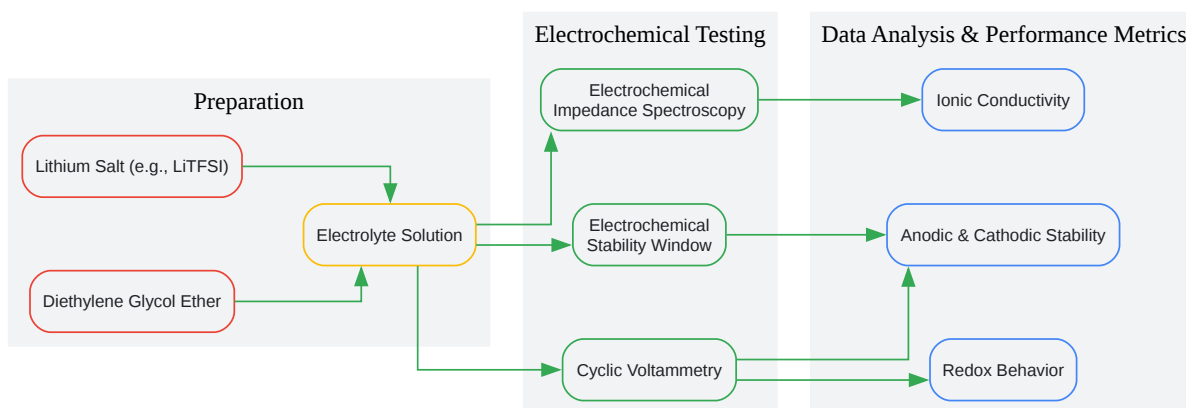 Preparation
Lithium Salt (e.g., LiTFSI)
Diethylene Glycol Ether
Electrolyte Solution
Electrochemical Testing
Electrochemical
Impedance Spectroscopy
Electrochemical
Stability Window
Cyclic Voltammetry
Data Analysis & Performance Metrics
Ionic Conductivity
Anodic & Cathodic Stability
Redox Behavior